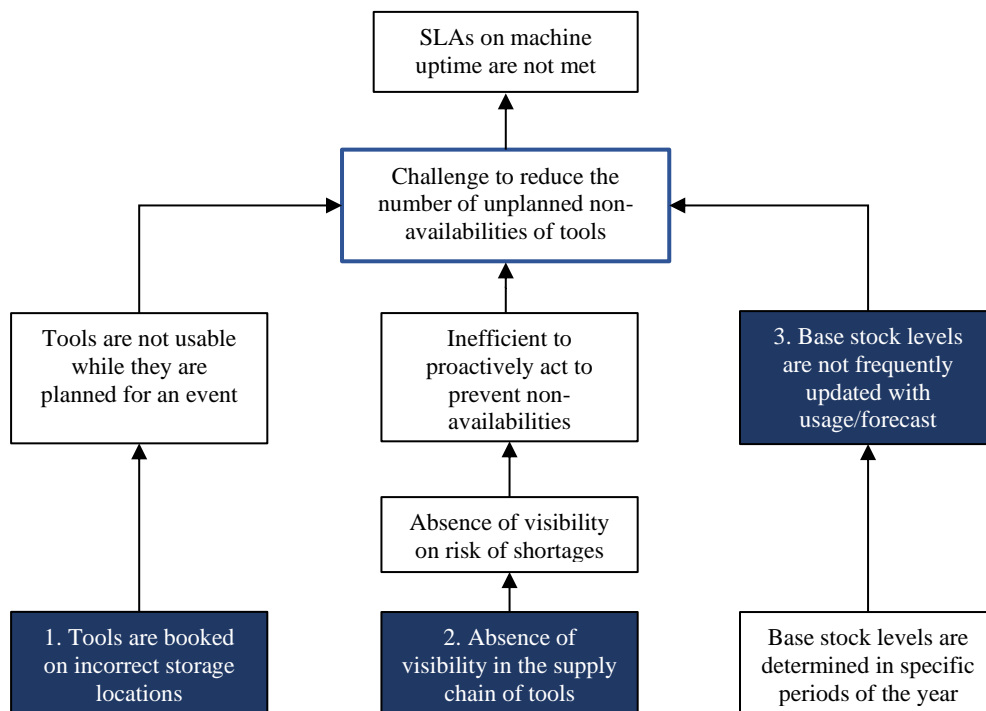 SLAs on machine
uptime are not met
Challenge to reduce the
number of unplanned non-
availabilities of tools
Tools are not usable
while they are
planned for an event
Inefficient to
proactively act to
prevent non-
availabilities
3. Base stock levels
are not frequently
updated with
usage/forecast
Absence of visibility
on risk of shortages
1. Tools are booked
on incorrect storage
locations
2. Absence of
visibility in the supply
chain of tools
Base stock levels are
determined in specific
periods of the year